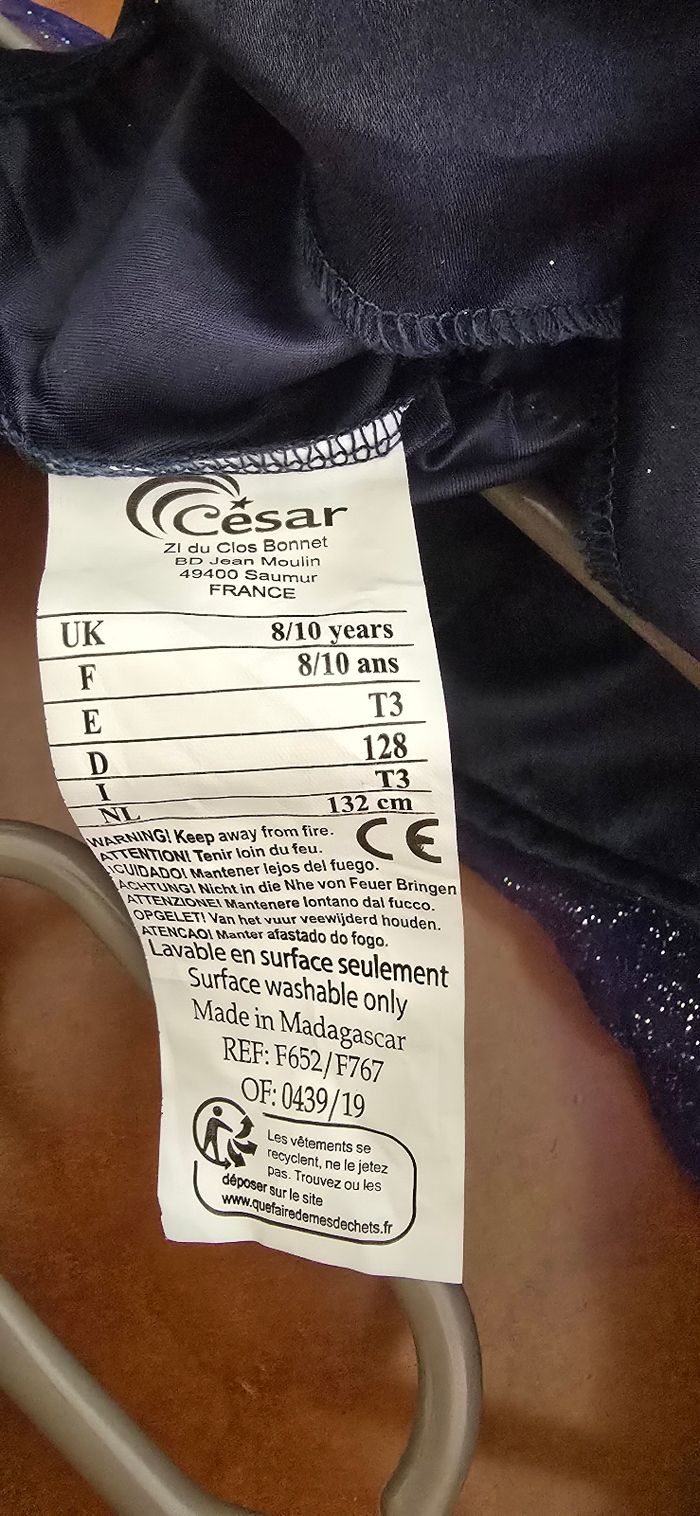 César
ZI du Clos Bonnet
BD Jean Moulin
49400 Saumur
FRANCE
UK 8/10 years
F 8/10 ans
E T3
D 128
I T3
NL 132 cm
WARNING! Keep away from fire.
ATTENTION! Tenir loin du feu.
CE
¡CUIDADO! Mantener lejos del fuego.
ACHTUNG! Nicht in die Nhe von Feuer Bringen
ATTENZIONE! Mantenere lontano dal fucco.
OPGELET! Van het vuur veewijderd houden.
ATENCAO! Manter afastado do fogo.
Lavable en surface seulement
Surface washable only
Made in Madagascar
REF: F652/F767
OF: 0439/19
Les vêtements se
recyclent, ne le jetez
pas. Trouvez ou les
déposer sur le site
www.quefairedemesdechets.fr